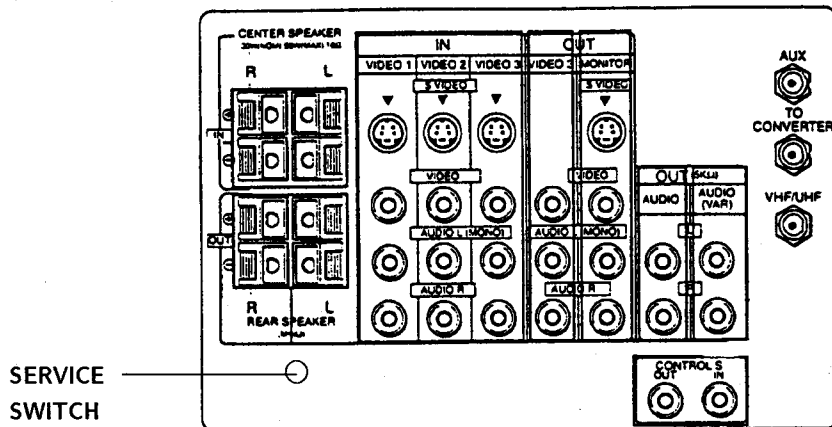 CENTER SPEAKER
R L
IN
OUT
R L
REAR SPEAKER
IN OUT
VIDEO 1 VIDEO 2 VIDEO 3 VIDEO 3 MONITOR
S VIDEO S VIDEO
VIDEO VIDEO
AUDIO L (MONO) AUDIO L (MONO)
AUDIO R AUDIO R
OUT
AUDIO AUDIO
(VAR)
L
R
AUX
TO
CONVERTER
VHF/UHF
CONTROL S
OUT IN
SERVICE
SWITCH